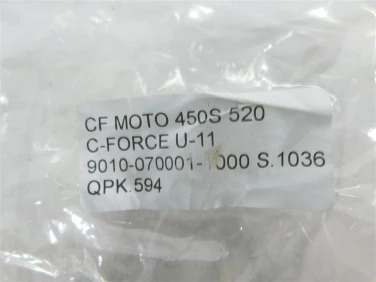 CF MOTO 450S 520
C-FORCE U-11
9010-070001-1000 S.1036
QPK.594